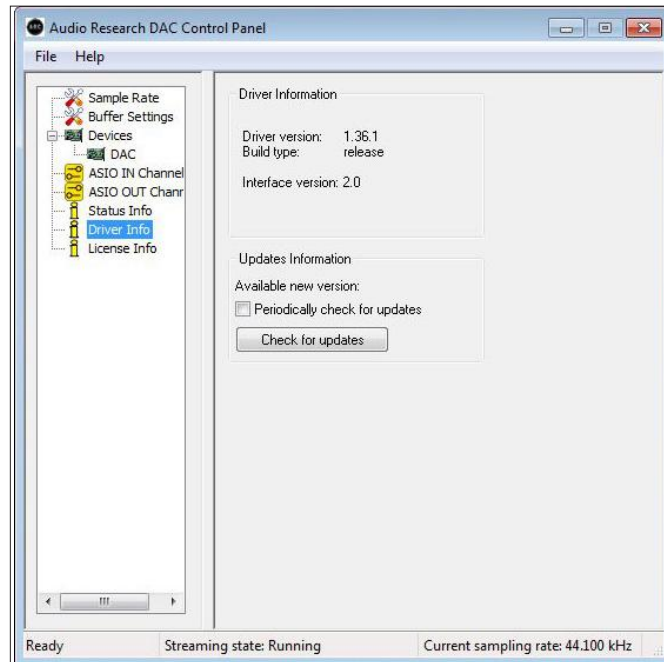 ARC
Audio Research DAC Control Panel
File Help
Sample Rate
Buffer Settings
Devices
DAC
ASIO IN Channel
ASIO OUT Chanr
Status Info
Driver Info
License Info
Driver Information
Driver version: 1.36.1
Build type: release
Interface version: 2.0
Updates Information
Available new version:
Periodically check for updates
Check for updates
Ready Streaming state: Running Current sampling rate: 44.100 kHz